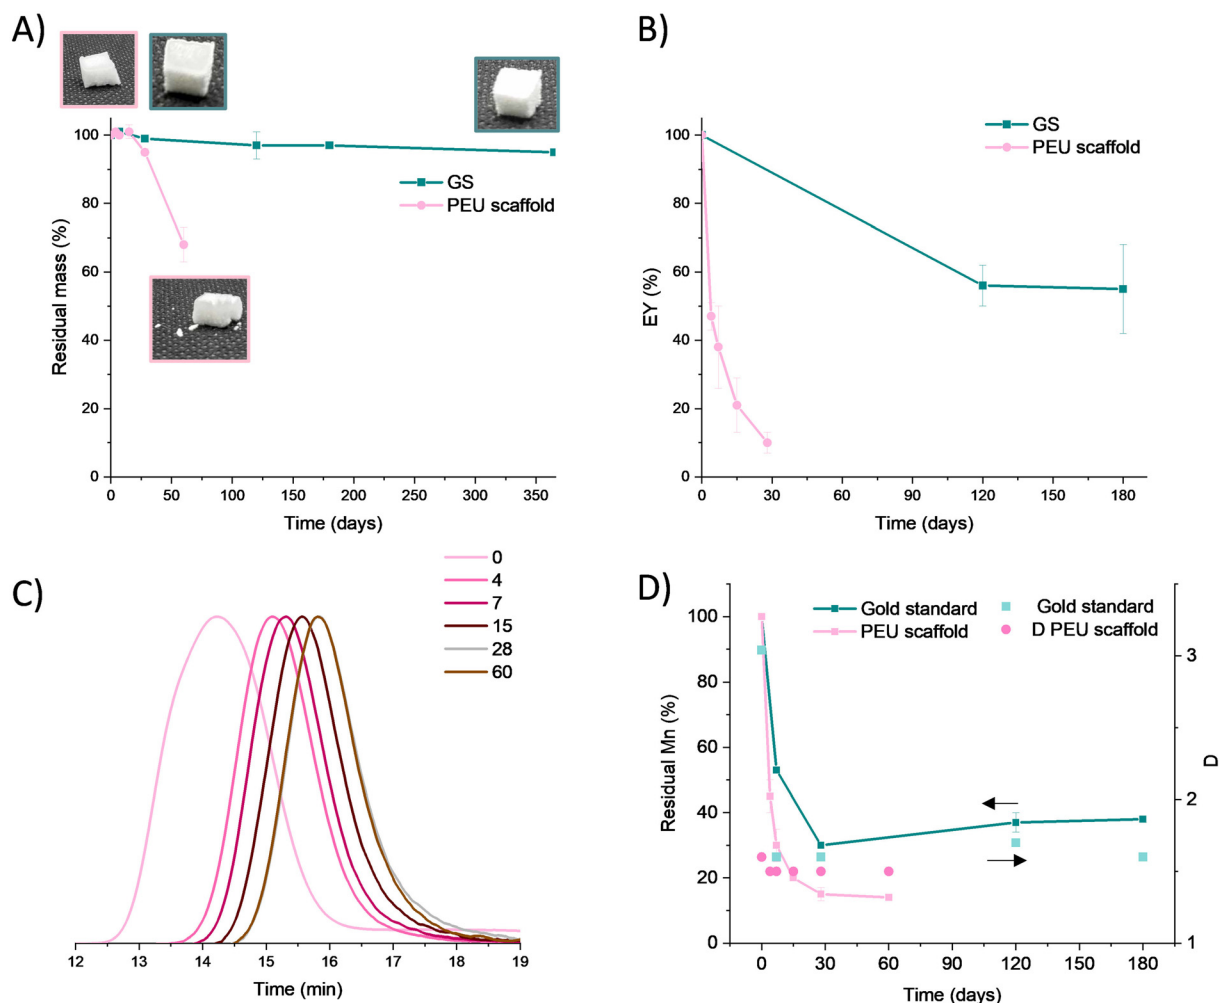 A)
100
80
60
40
20
0
Residual mass (%)
GS
PEU scaffold
0
50
100
150
200
250
300
350
Time (days)
B)
100
80
60
40
20
0
EY (%)
GS
PEU scaffold
0
30
60
90
120
150
180
Time (days)
C)
0
4
7
15
28
60
12
13
14
15
16
17
18
19
Time (min)
D)
100
80
60
40
20
0
Residual Mn (%)
Gold standard
PEU scaffold
Gold standard
D PEU scaffold
3
2
1
D
0
30
60
90
120
150
180
Time (days)